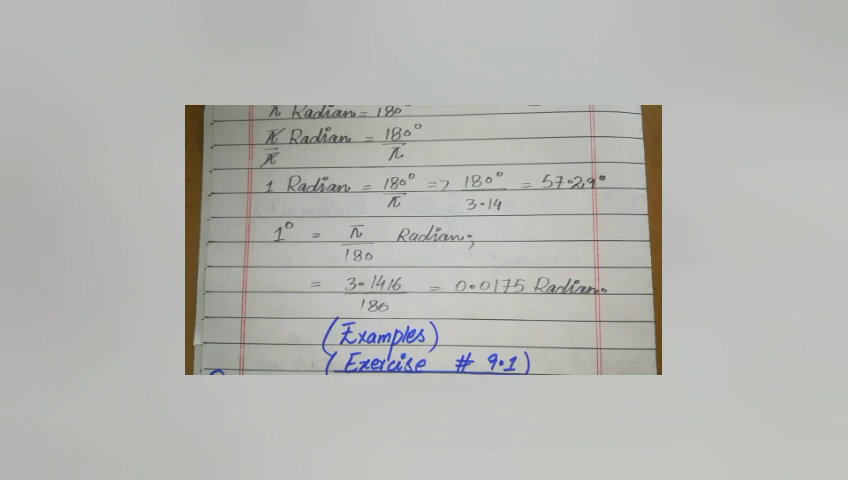 π Radian = 180°
π/π Radian = 180°/π
1 Radian = 180°/π => 180°/3.14 = 57.29°
1° = π/180 Radian;
= 3.1416/180 = 0.0175 Radian.
(Examples)
(Exercise # 9.1)